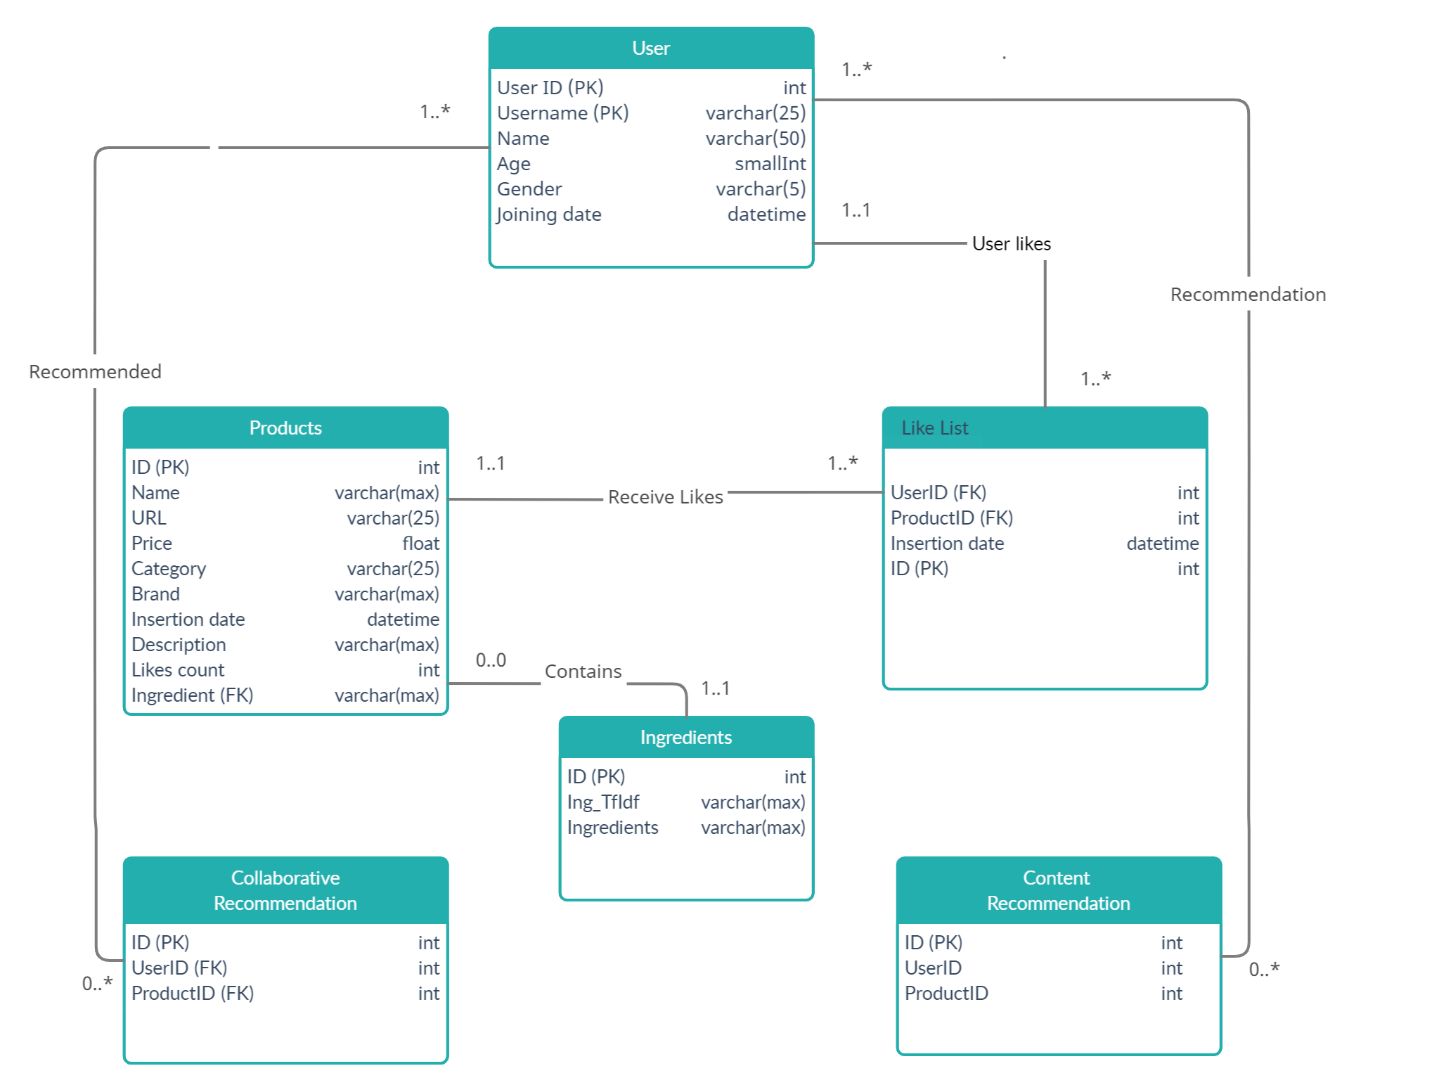 User
User ID (PK) int
Username (PK) varchar(25)
Name varchar(50)
Age smallInt
Gender varchar(5)
Joining date datetime
1..*
1..*
1..1
User likes
Recommendation
1..*
Recommended
Products
ID (PK) int
Name varchar(max)
URL varchar(25)
Price float
Category varchar(25)
Brand varchar(max)
Insertion date datetime
Description varchar(max)
Likes count int
Ingredient (FK) varchar(max)
1..1
Receive Likes
1..*
Like List
UserID (FK) int
ProductID (FK) int
Insertion date datetime
ID (PK) int
0..0
Contains
1..1
Ingredients
ID (PK) int
Ing_TfIdf varchar(max)
Ingredients varchar(max)
Collaborative
Recommendation
ID (PK) int
UserID (FK) int
ProductID (FK) int
0..*
Content
Recommendation
ID (PK) int
UserID int
ProductID int
0..*